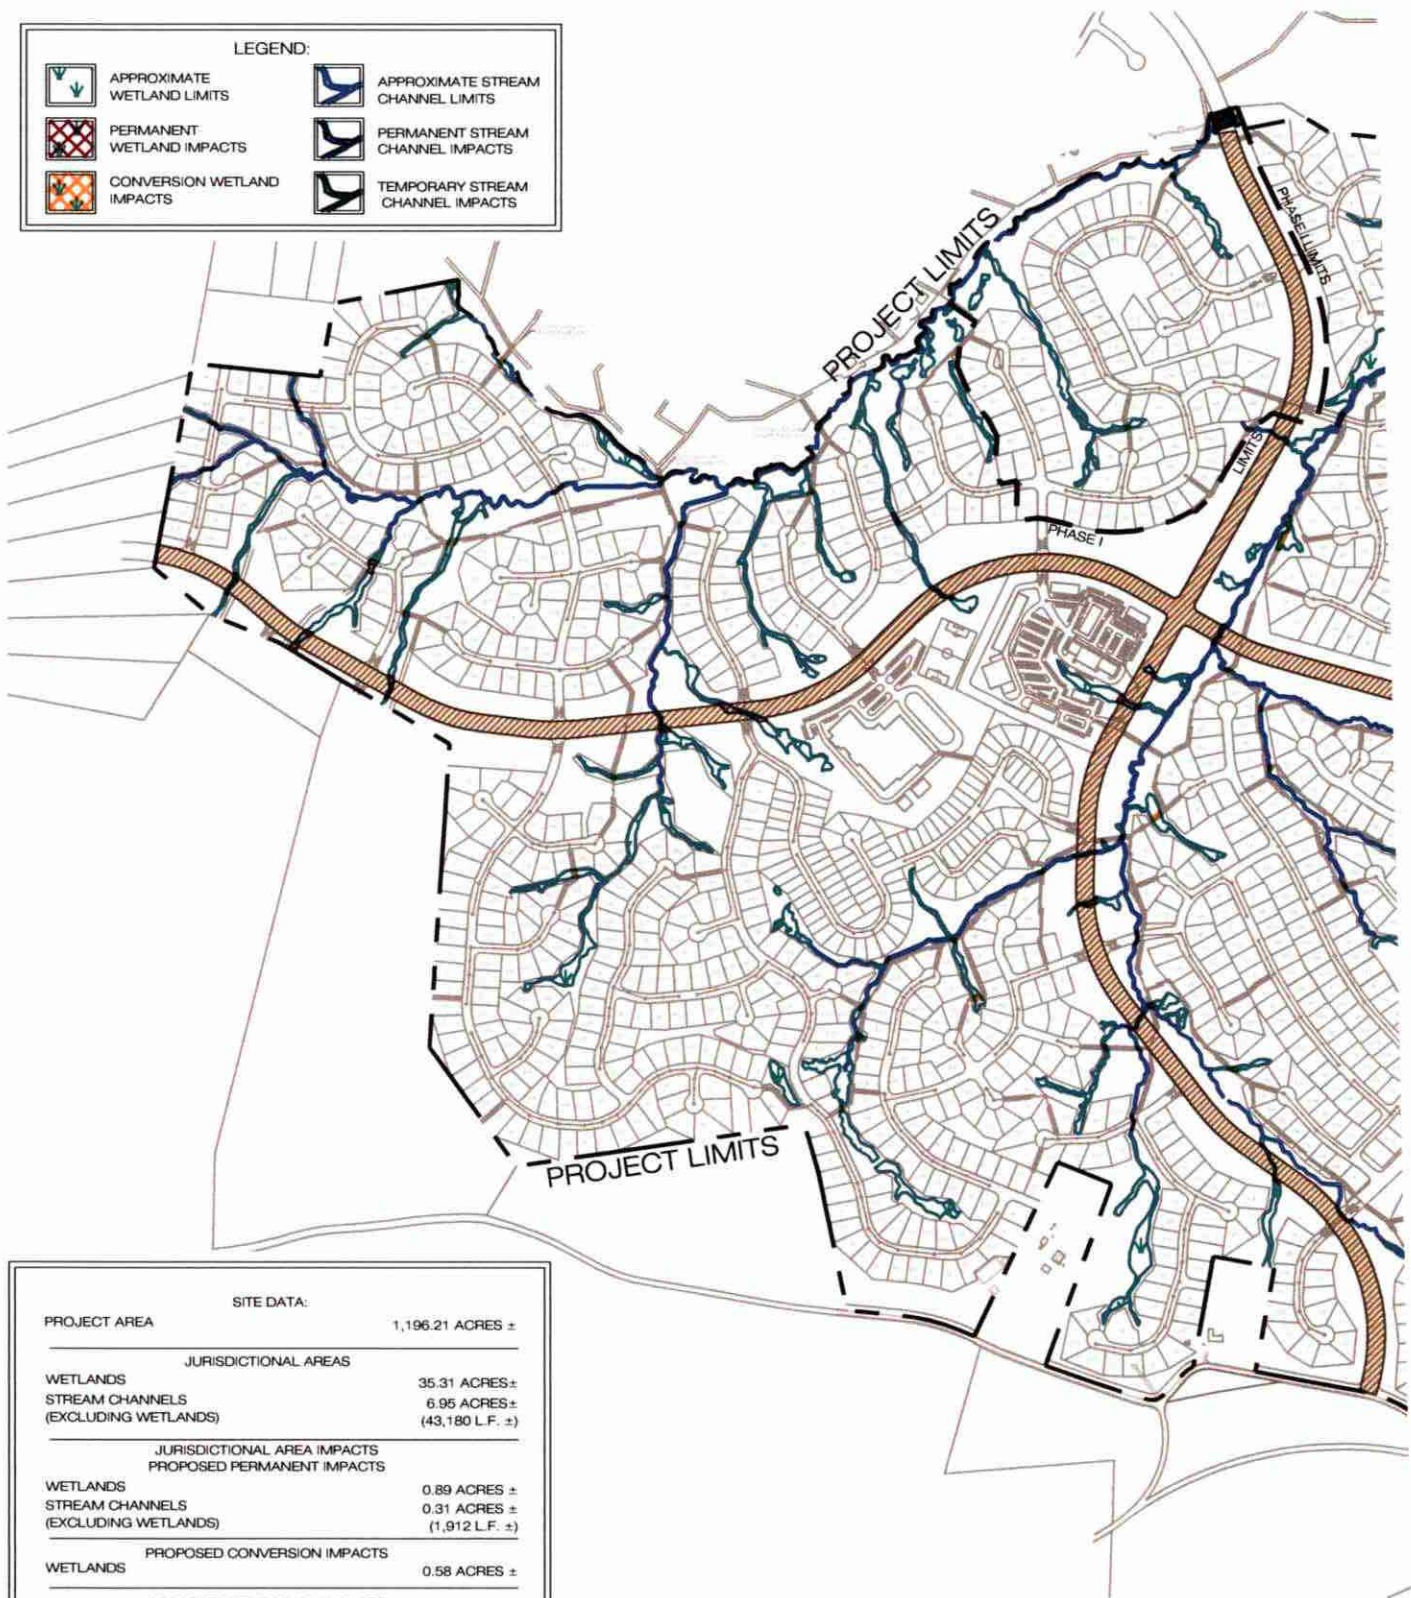 LEGEND:
APPROXIMATE
WETLAND LIMITS
APPROXIMATE STREAM
CHANNEL LIMITS
PERMANENT
WETLAND IMPACTS
PERMANENT STREAM
CHANNEL IMPACTS
CONVERSION WETLAND
IMPACTS
TEMPORARY STREAM
CHANNEL IMPACTS
PROJECT LIMITS
PHASE I LIMITS
LIMITS
PHASE I
PROJECT LIMITS
SITE DATA:
PROJECT AREA 1,196.21 ACRES ±
JURISDICTIONAL AREAS
WETLANDS 35.31 ACRES±
STREAM CHANNELS 6.95 ACRES±
(EXCLUDING WETLANDS) (43,180 L.F. ±)
JURISDICTIONAL AREA IMPACTS
PROPOSED PERMANENT IMPACTS
WETLANDS 0.89 ACRES ±
STREAM CHANNELS 0.31 ACRES ±
(EXCLUDING WETLANDS) (1,912 L.F. ±)
PROPOSED CONVERSION IMPACTS
WETLANDS 0.58 ACRES ±